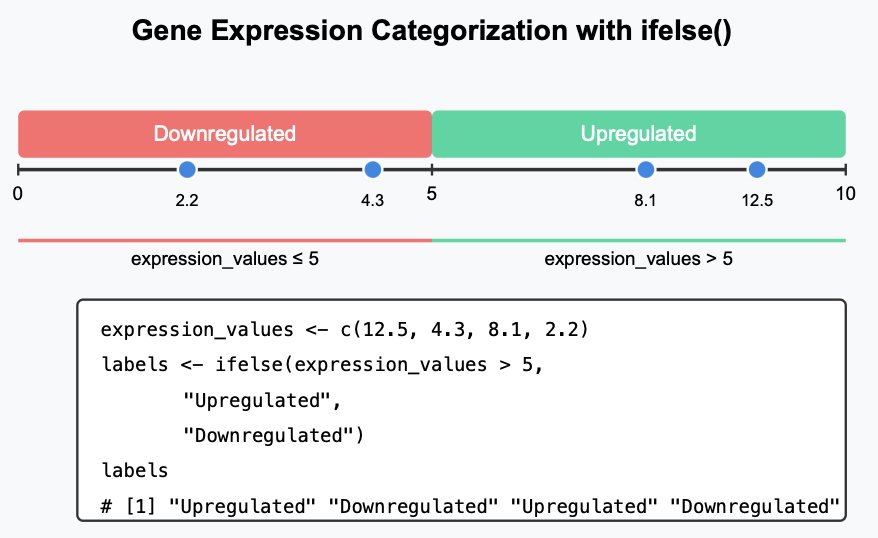 Gene Expression Categorization with ifelse()
Downregulated Upregulated
0 2.2 4.3 5 8.1 12.5 10
expression_values ≤ 5 expression_values > 5
expression_values <- c(12.5, 4.3, 8.1, 2.2)
labels <- ifelse(expression_values > 5,
"Upregulated",
"Downregulated")
labels
# [1] "Upregulated" "Downregulated" "Upregulated" "Downregulated"